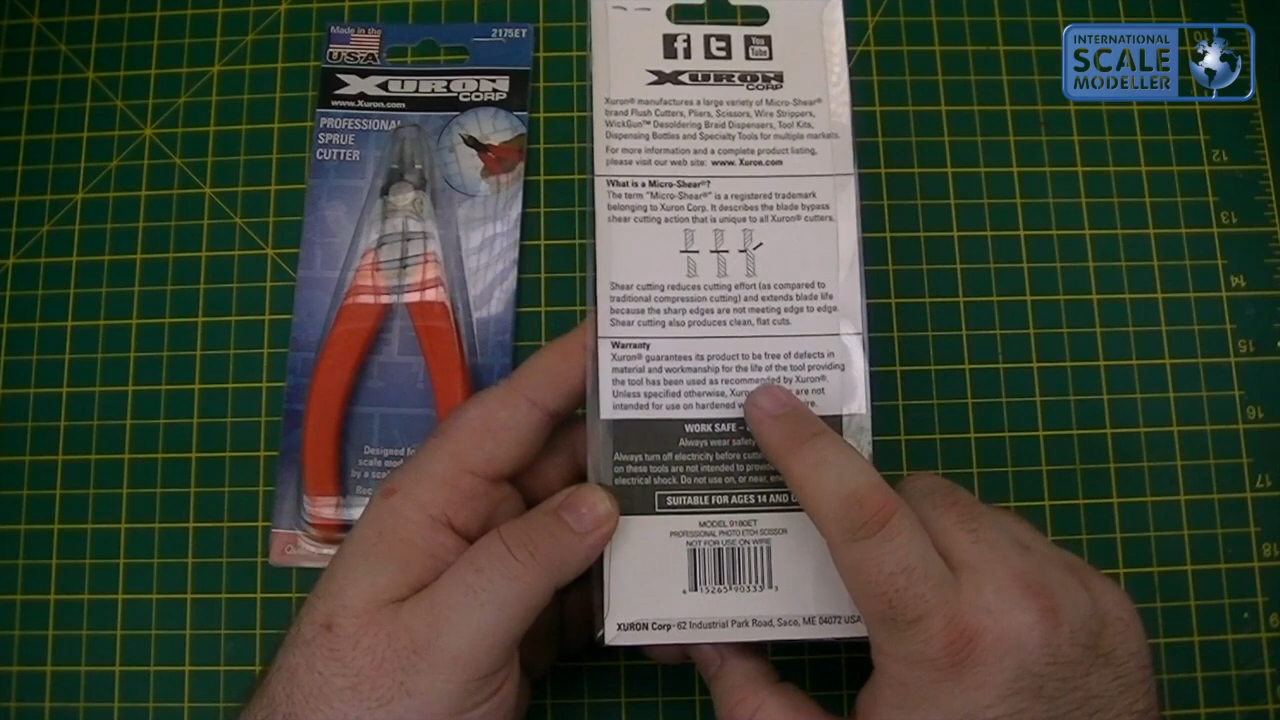 Made in the
USA
2175ET
XURON
CORP
www.Xuron.com
PROFESSIONAL
SPRUE
CUTTER
Designed
scale
by a
f t You Tube
XURON
CORP
Xuron® manufactures a large variety of Micro-Shear®
brand Flush Cutters, Pliers, Scissors, Wire Strippers,
WickGun™ Desoldering Braid Dispensers, Tool Kits,
Dispensing Bottles and Specialty Tools for multiple markets.
For more information and a complete product listing,
please visit our web site: www.Xuron.com
What is a Micro-Shear®?
The term "Micro-Shear®" is a registered trademark
belonging to Xuron Corp. It describes the blade bypass
shear cutting action that is unique to all Xuron® cutters.
Shear cutting reduces cutting effort (as compared to
traditional compression cutting) and extends blade life
because the sharp edges are not meeting edge to edge.
Shear cutting also produces clean, flat cuts.
Warranty
Xuron® guarantees its product to be free of defects in
material and workmanship for the life of the tool providing
the tool has been used as recommended by Xuron®.
Unless specified otherwise, are not
intended for use on hardened
WORK SAFE –
Always wear safety
Always turn off electricity before
on these tools are not intended to
electrical shock. Do not use on, or near,
SUITABLE FOR AGES 14 AND
MODEL 9180ET
PROFESSIONAL PHOTO ETCH SCISSOR
NOT FOR USE ON WIRE
6 15265 90333 3
XURON Corp - 62 Industrial Park Road, Saco, ME 04072 USA
INTERNATIONAL
SCALE
MODELLER
12
13
14
15
16
17